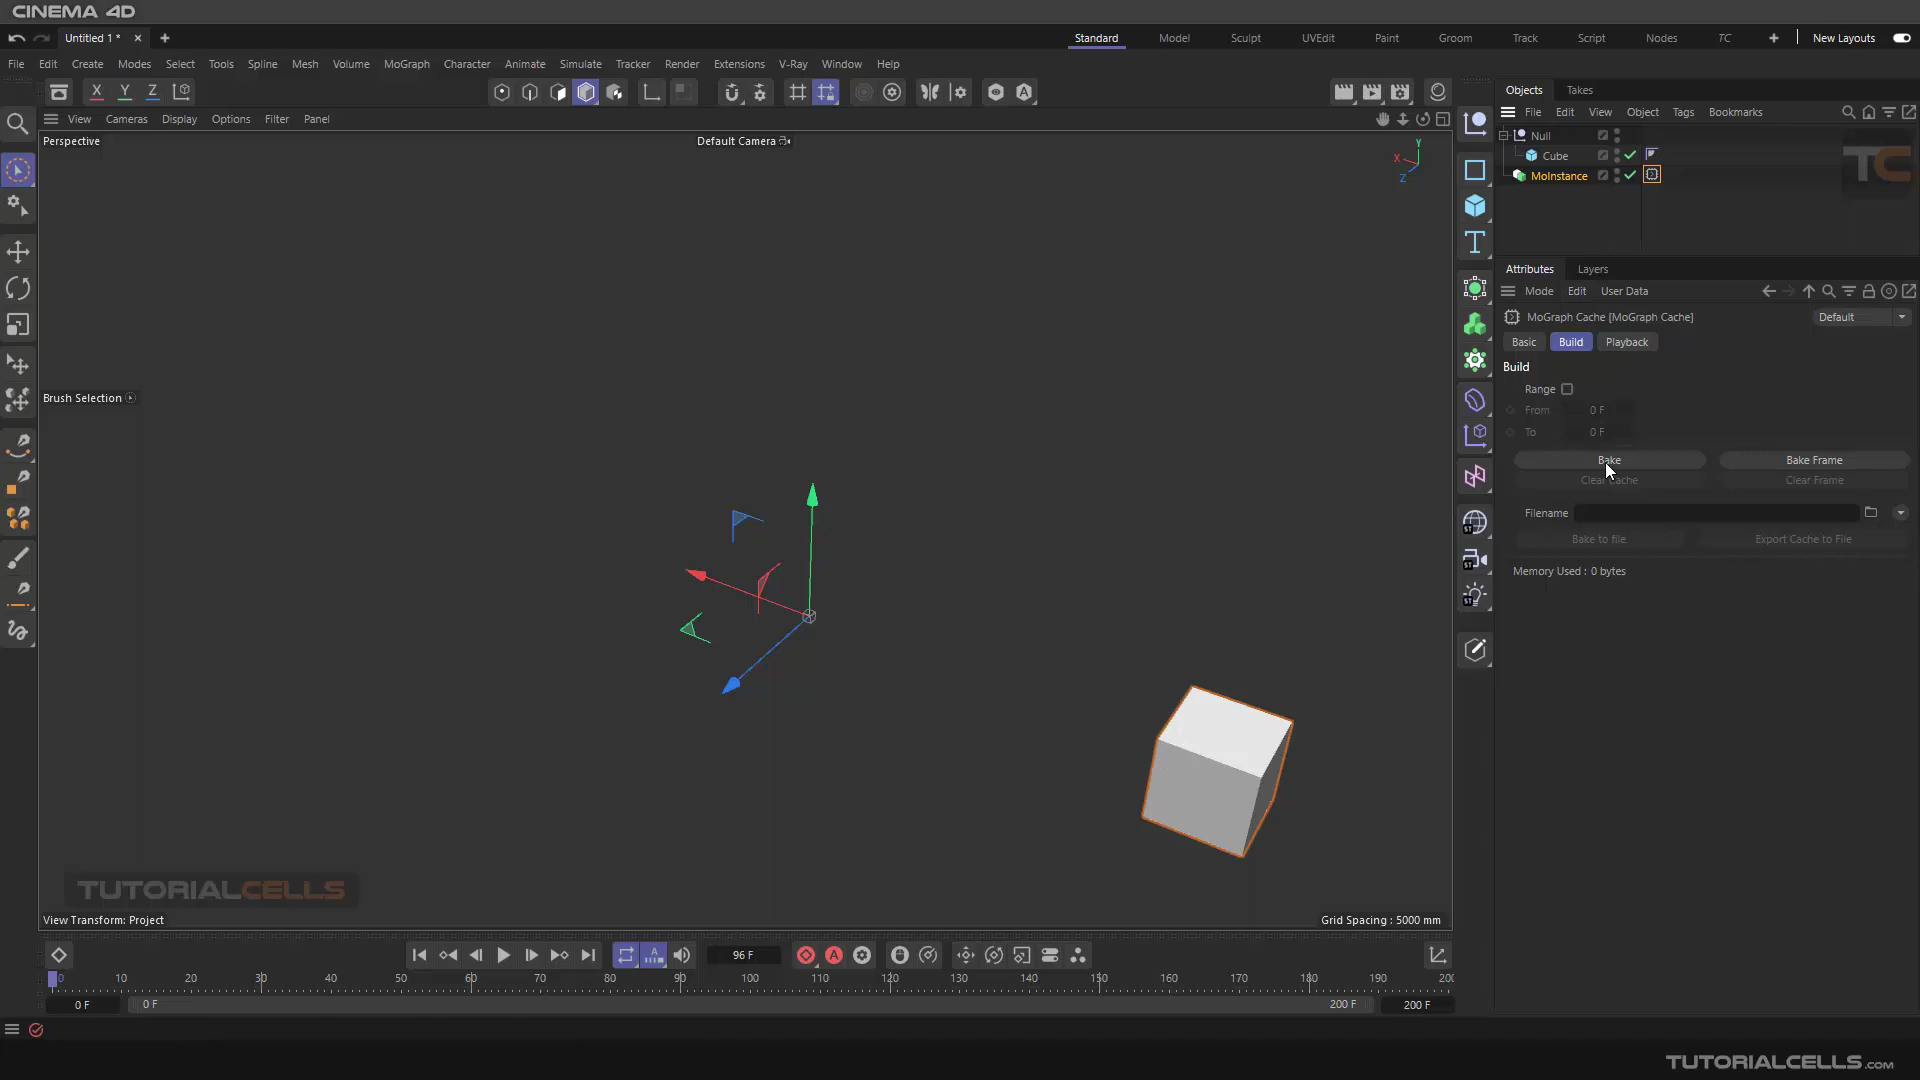 CINEMA 4D
Untitled 1 *
Standard Model Sculpt UVEdit Paint Groom Track Script Nodes TC New Layouts
File Edit Create Modes Select Tools Spline Mesh Volume MoGraph Character Animate Simulate Tracker Render Extensions V-Ray Window Help
X Y Z
View Cameras Display Options Filter Panel
Perspective
Default Camera
Y
X
Z
Brush Selection
TUTORIALCELLS
View Transform: Project
Grid Spacing : 5000 mm
Objects Takes
File Edit View Object Tags Bookmarks
Null
Cube
MoInstance
TC
Attributes Layers
Mode Edit User Data
MoGraph Cache [MoGraph Cache]
Default
Basic Build Playback
Build
Range
From 0 F
To 0 F
Bake Bake Frame
Clear Cache Clear Frame
Filename
Bake to file Export Cache to File
Memory Used : 0 bytes
96 F
0 10 20 30 40 50 60 70 80 90 100 110 120 130 140 150 160 170 180 190 200
0 F 0 F 200 F 200 F
TUTORIALCELLS.com